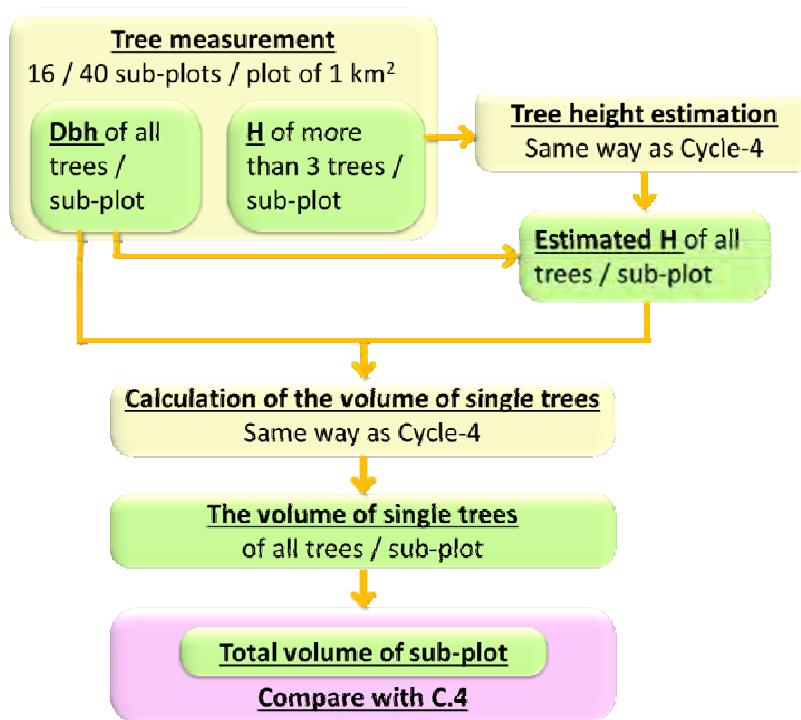 Tree measurement
16 / 40 sub-plots / plot of 1 km²
Dbh of all
trees /
sub-plot
H of more
than 3 trees /
sub-plot
Tree height estimation
Same way as Cycle-4
Estimated H of all
trees / sub-plot
Calculation of the volume of single trees
Same way as Cycle-4
The volume of single trees
of all trees / sub-plot
Total volume of sub-plot
Compare with C.4